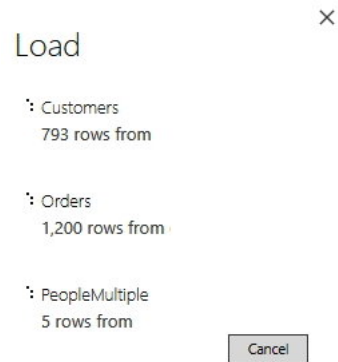 Load
Customers
793 rows from
Orders
1,200 rows from
PeopleMultiple
5 rows from
Cancel